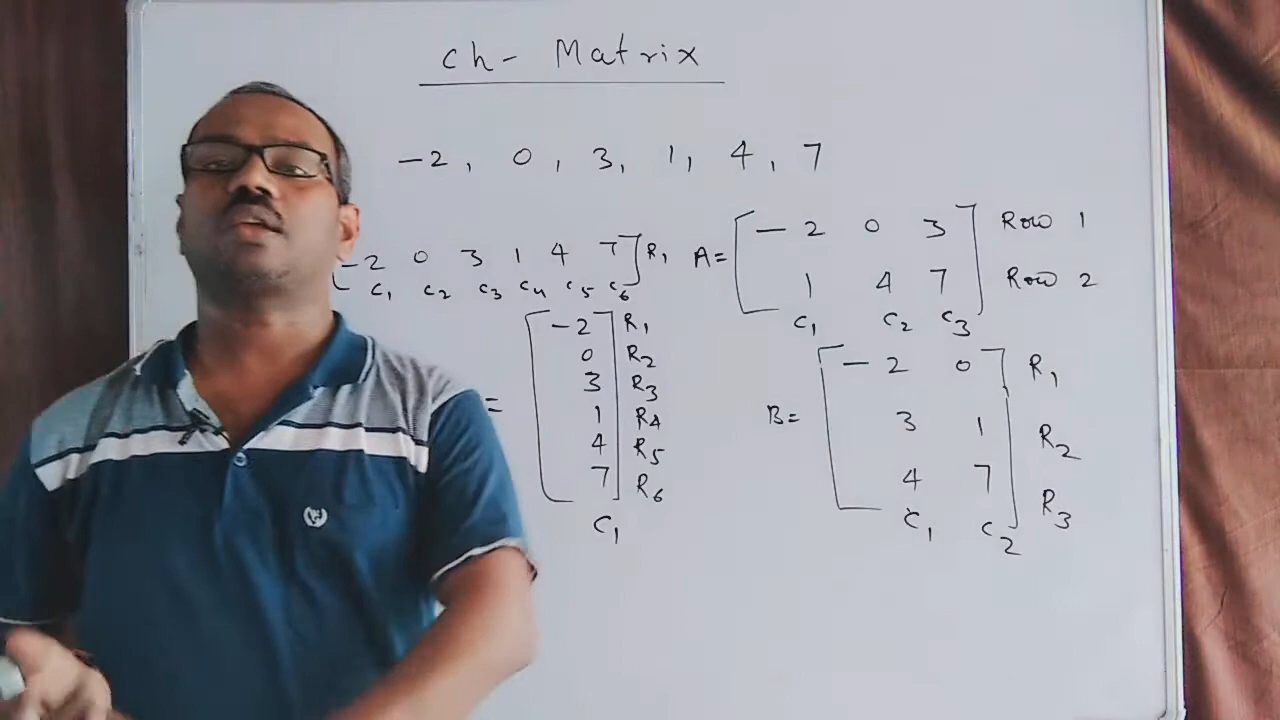 Ch- Matrix
-2, 0, 3, 1, 4, 7
[-2 0 3 1 4 7] R1
C1 C2 C3 C4 C5 C6
A= [-2 0 3] Row 1
[1 4 7] Row 2
C1 C2 C3
= [-2] R1
[0] R2
[3] R3
[1] R4
[4] R5
[7] R6
C1
B= [-2 0] R1
[3 1] R2
[4 7] R3
C1 C2